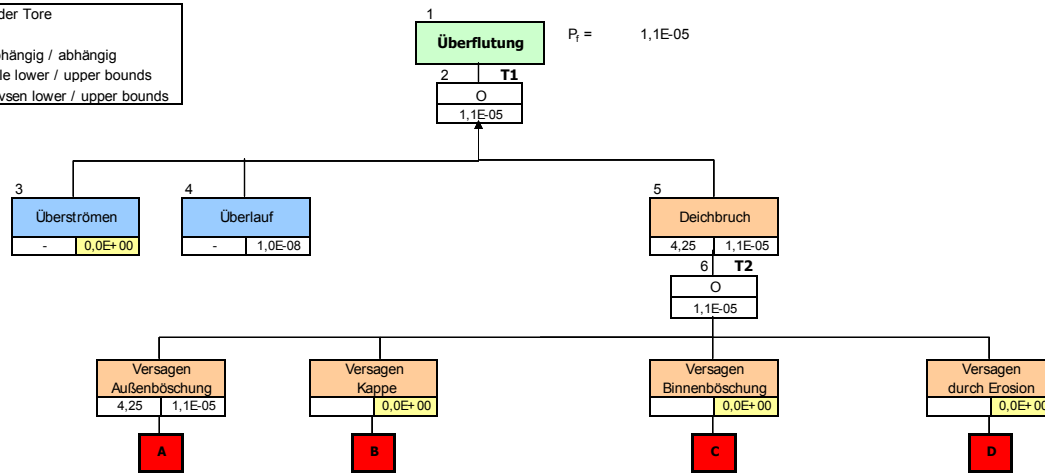 der Tore
hängig / abhängig
le lower / upper bounds
vsen lower / upper bounds
1
Überflutung
P_f = 1,1E-05
2 T1
O
1,1E-05
3
Überströmen
- 0,0E+00
4
Überlauf
- 1,0E-08
5
Deichbruch
4,25 1,1E-05
6 T2
O
1,1E-05
Versagen
Außenböschung
4,25 1,1E-05
Versagen
Kappe
0,0E+00
Versagen
Binnenböschung
0,0E+00
Versagen
durch Erosion
0,0E+00
A
B
C
D